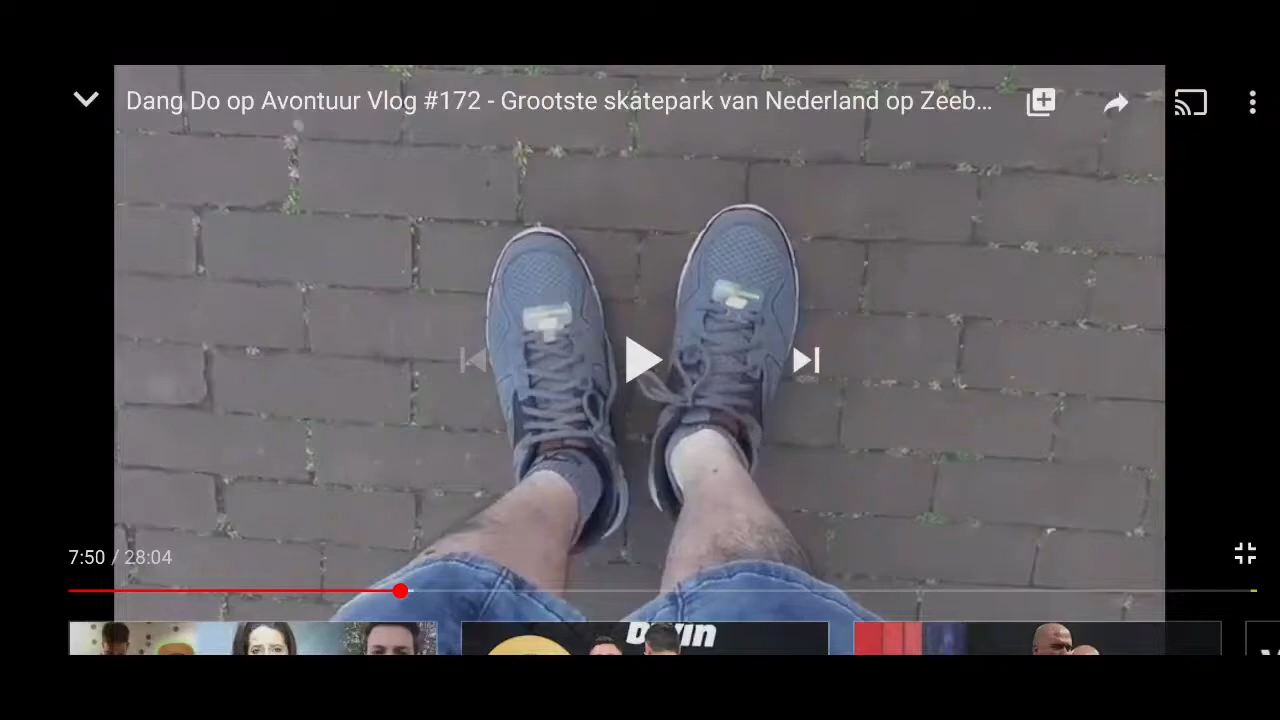 Dang Do op Avontuur Vlog #172 - Grootste skatepark van Nederland op Zeeb...
7:50 / 28:04